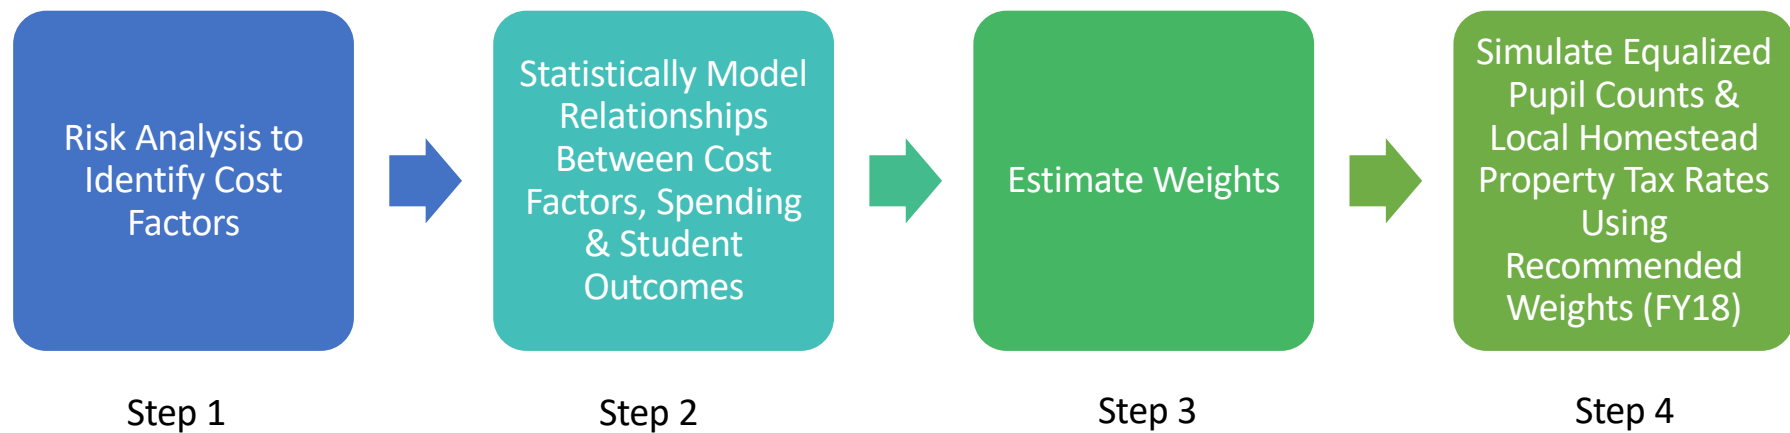 Risk Analysis to
Identify Cost
Factors
Statistically Model
Relationships
Between Cost
Factors, Spending
& Student
Outcomes
Estimate Weights
Simulate Equalized
Pupil Counts &
Local Homestead
Property Tax Rates
Using
Recommended
Weights (FY18)
Step 1
Step 2
Step 3
Step 4